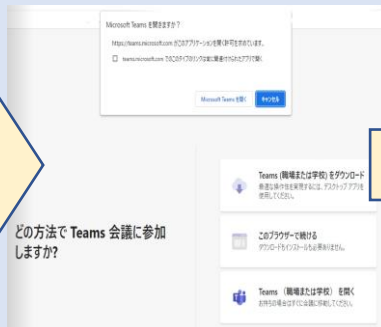 Microsoft Teams を開きますか？
https://teams.microsoft.com がこのアプリケーションを開く許可を求めています。
teams.microsoft.com でのこのタイプのリンクは常に関連付けられたアプリで開く
Microsoft Teams を開く
キャンセル
どの方法で Teams 会議に参加
しますか?
Teams (職場または学校) をダウンロード
最適な操作性を実現するには、デスクトップ アプリを
使用してください。
このブラウザーで続ける
ダウンロードもインストールも必要ありません。
Teams （職場または学校） を開く
お持ちの場合はすぐに会議に移動してください。